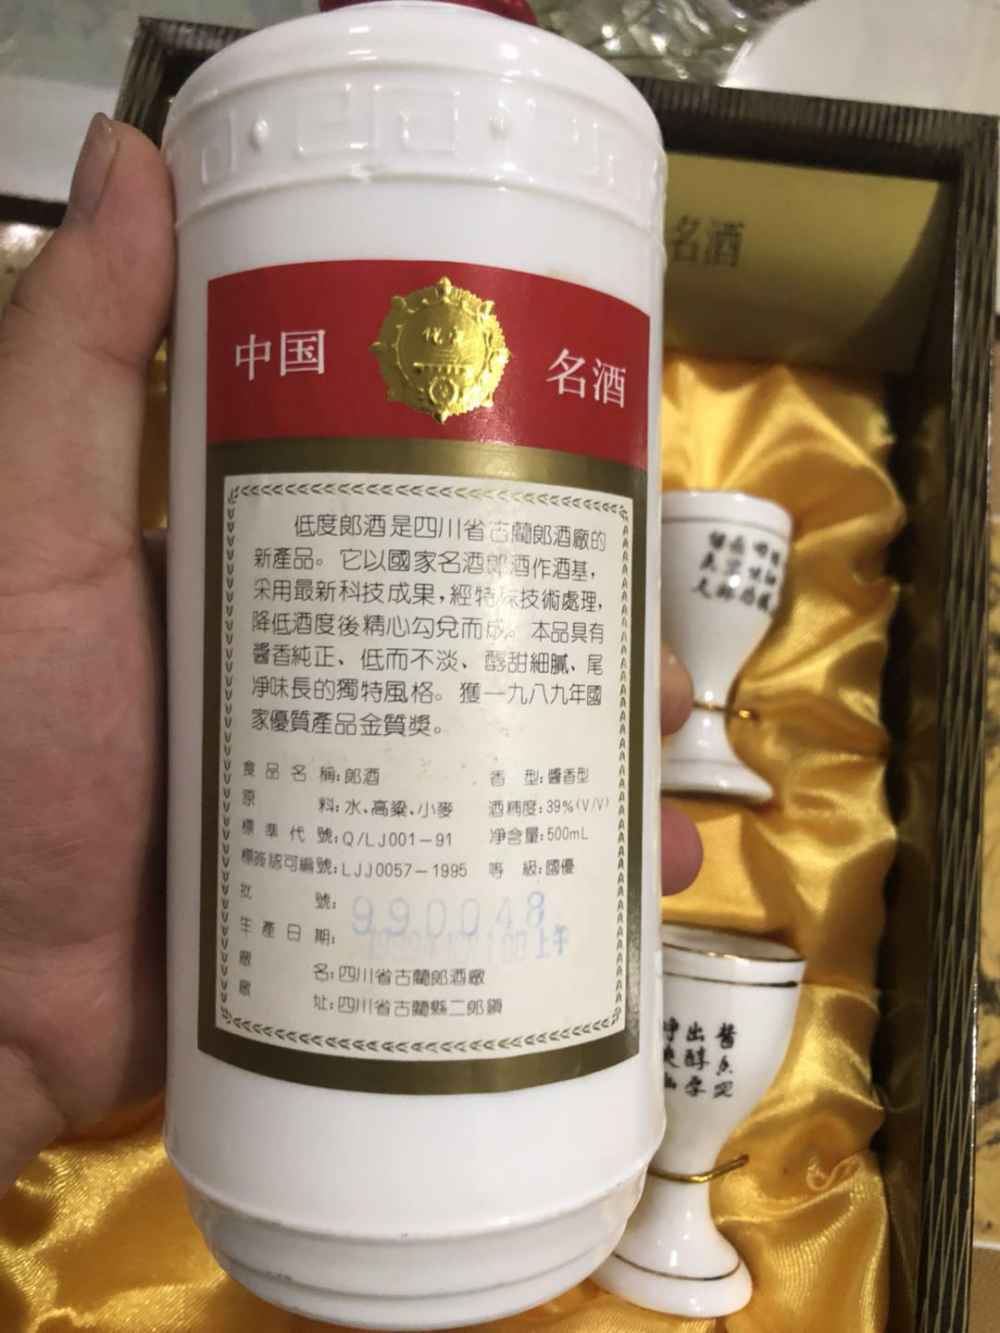 名酒
中国
名酒
低度郎酒是四川省古藺郎酒廠的
新產品。它以國家名酒郎酒作酒基，
采用最新科技成果，經特殊技術處理，
降低酒度後精心勾兌而成。本品具有
醬香純正、低而不淡、醇甜細膩、尾
凈味長的獨特風格。獲一九八九年國
家優質產品金質獎。
食品名稱：郎酒 香型：醬香型
原料：水、高粱、小麥 酒精度：39%(V/V)
標準代號：Q/LJ001-91 净含量：500mL
標簽認可編號：LJJ0057-1995 等級：國優
批號：990048
生產日期： 上午
廠名：四川省古藺郎酒廠
廠址：四川省古藺縣二郎鎮